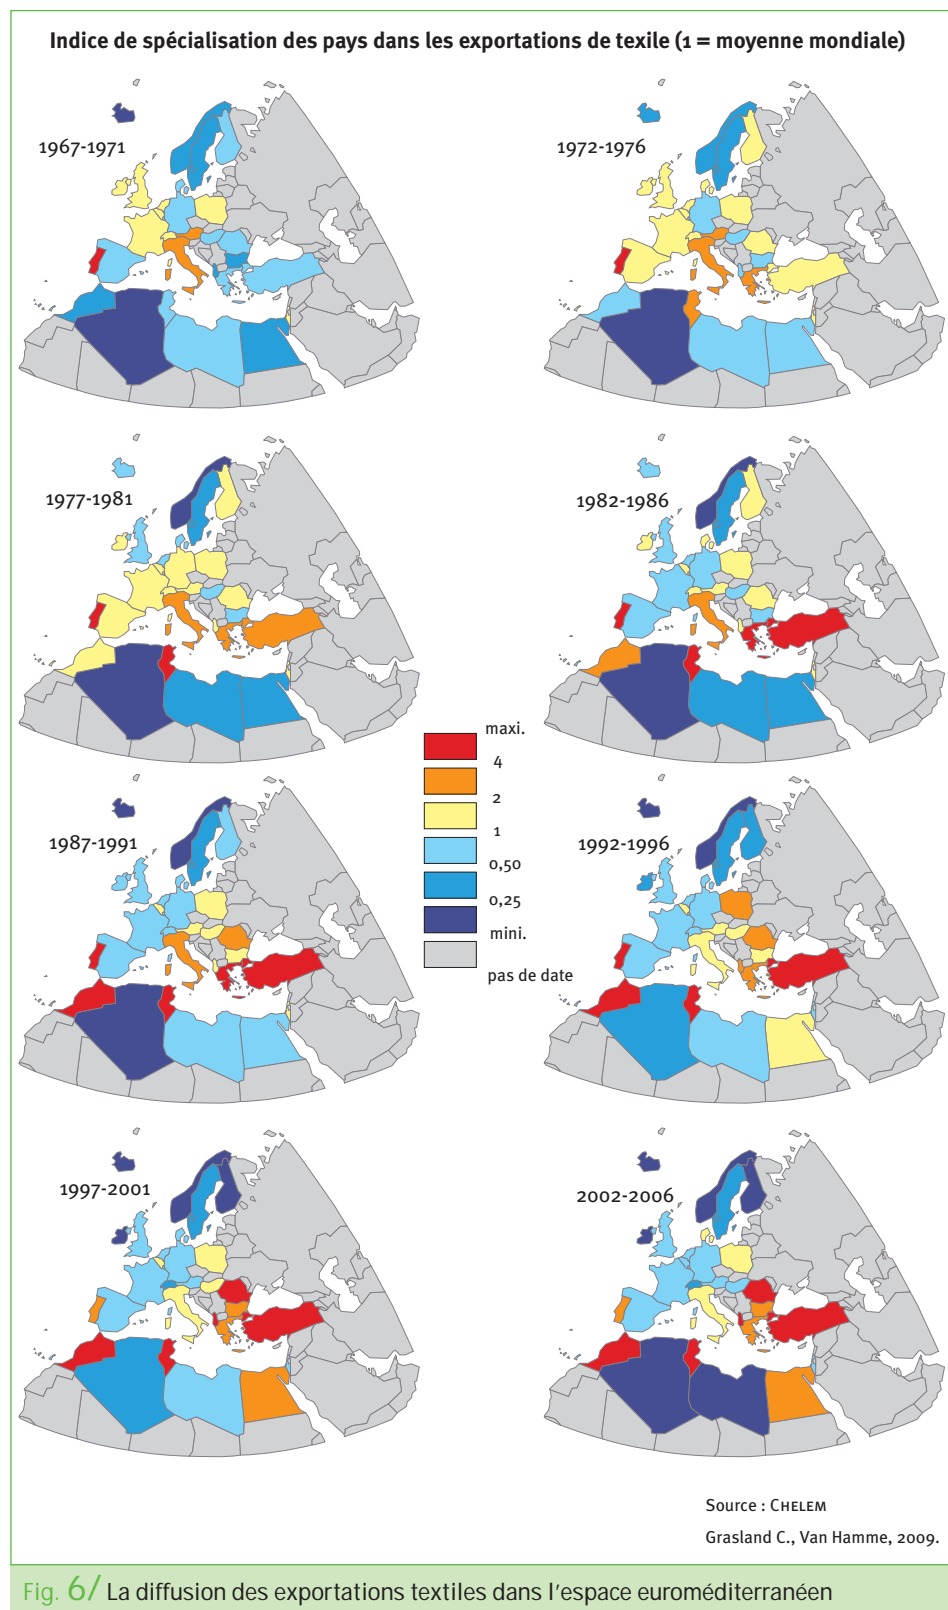 Indice de spécialisation des pays dans les exportations de texile (1 = moyenne mondiale)
1967-1971
1972-1976
1977-1981
1982-1986
maxi.
4
2
1
0,50
0,25
mini.
pas de date
1987-1991
1992-1996
1997-2001
2002-2006
Source : CHELEM
Grasland C., Van Hamme, 2009.
Fig. 6/ La diffusion des exportations textiles dans l'espace euroméditerranéen